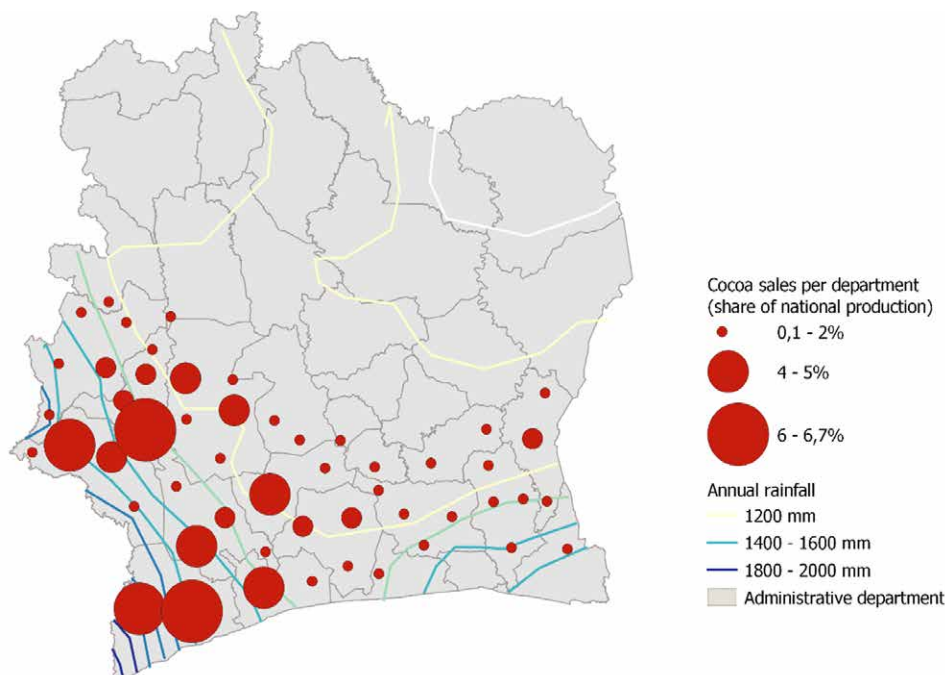 Cocoa sales per department
(share of national production)
0,1 - 2%
4 - 5%
6 - 6,7%
Annual rainfall
1200 mm
1400 - 1600 mm
1800 - 2000 mm
Administrative department